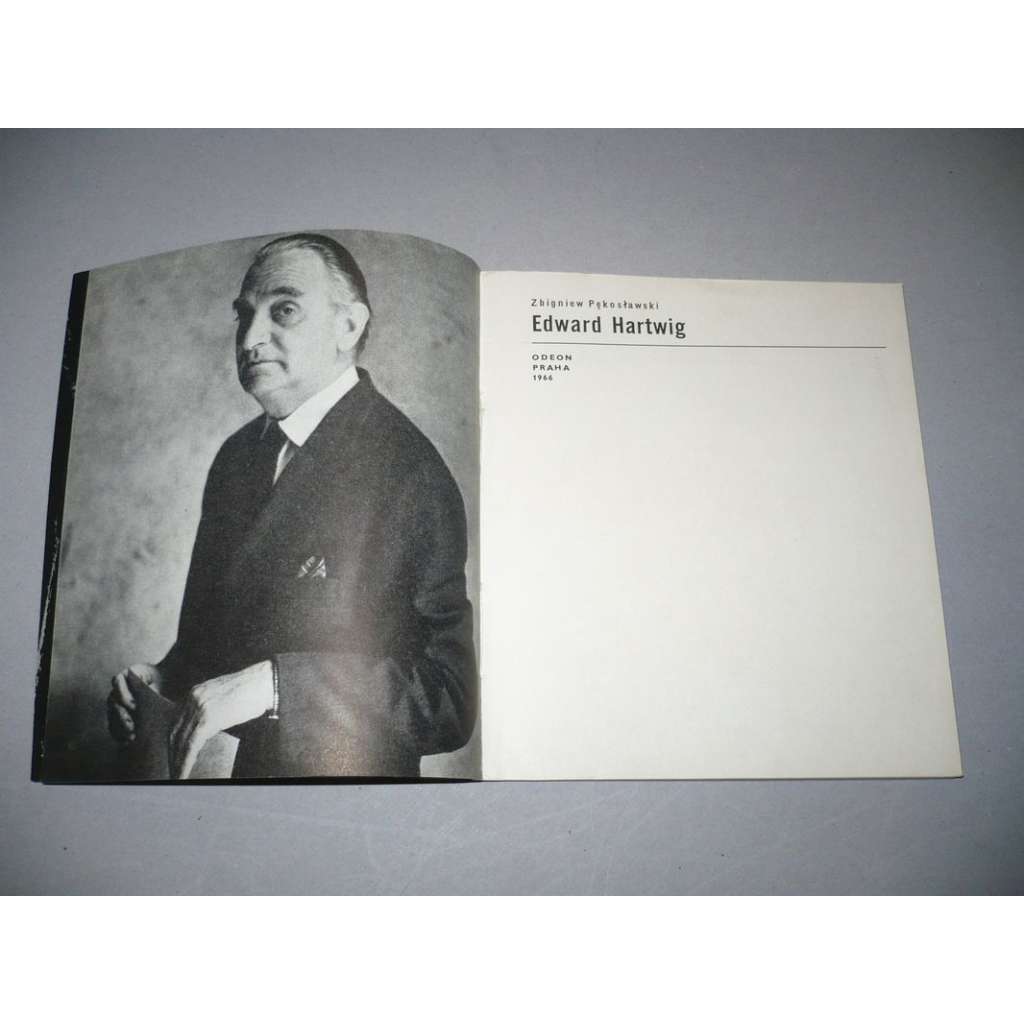 Zbigniew Pękosławski
Edward Hartwig
ODEON
PRAHA
1966